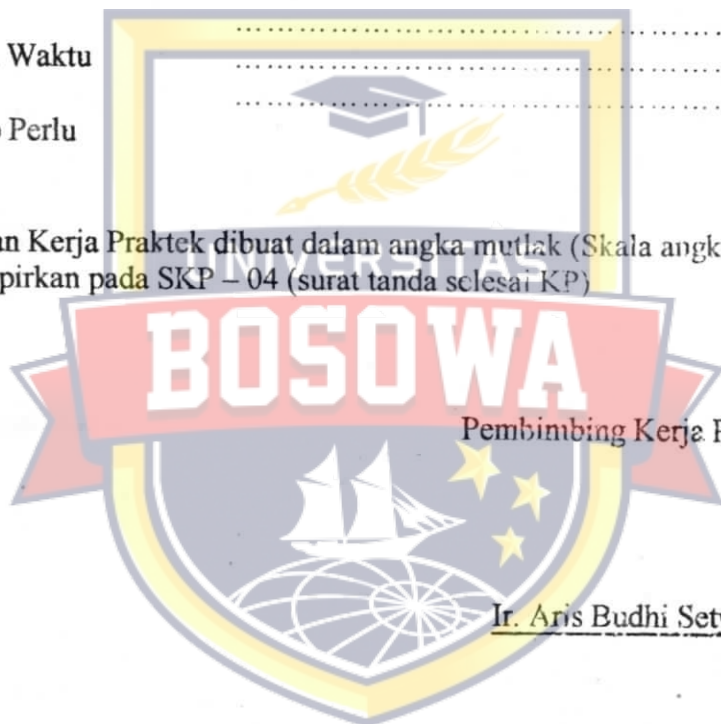 ....................................................
Waktu ....................................................
....................................................
Perlu
an Kerja Praktek dibuat dalam angka mutlak (Skala angk
pirkan pada SKP – 04 (surat tanda selesai KP)
UNIVERSITAS
BOSOWA
Pembimbing Kerja P
Ir. Aris Budhi Set